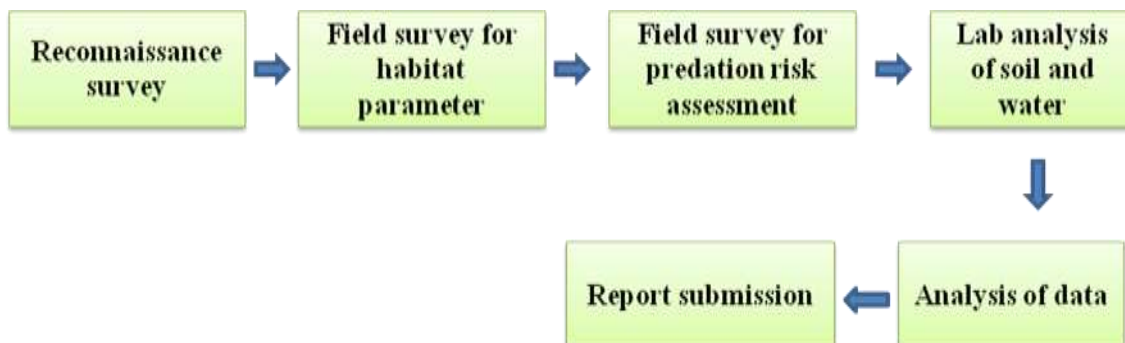 Reconnaissance
survey
Field survey for
habitat
parameter
Field survey for
predation risk
assessment
Lab analysis
of soil and
water
Analysis of data
Report submission